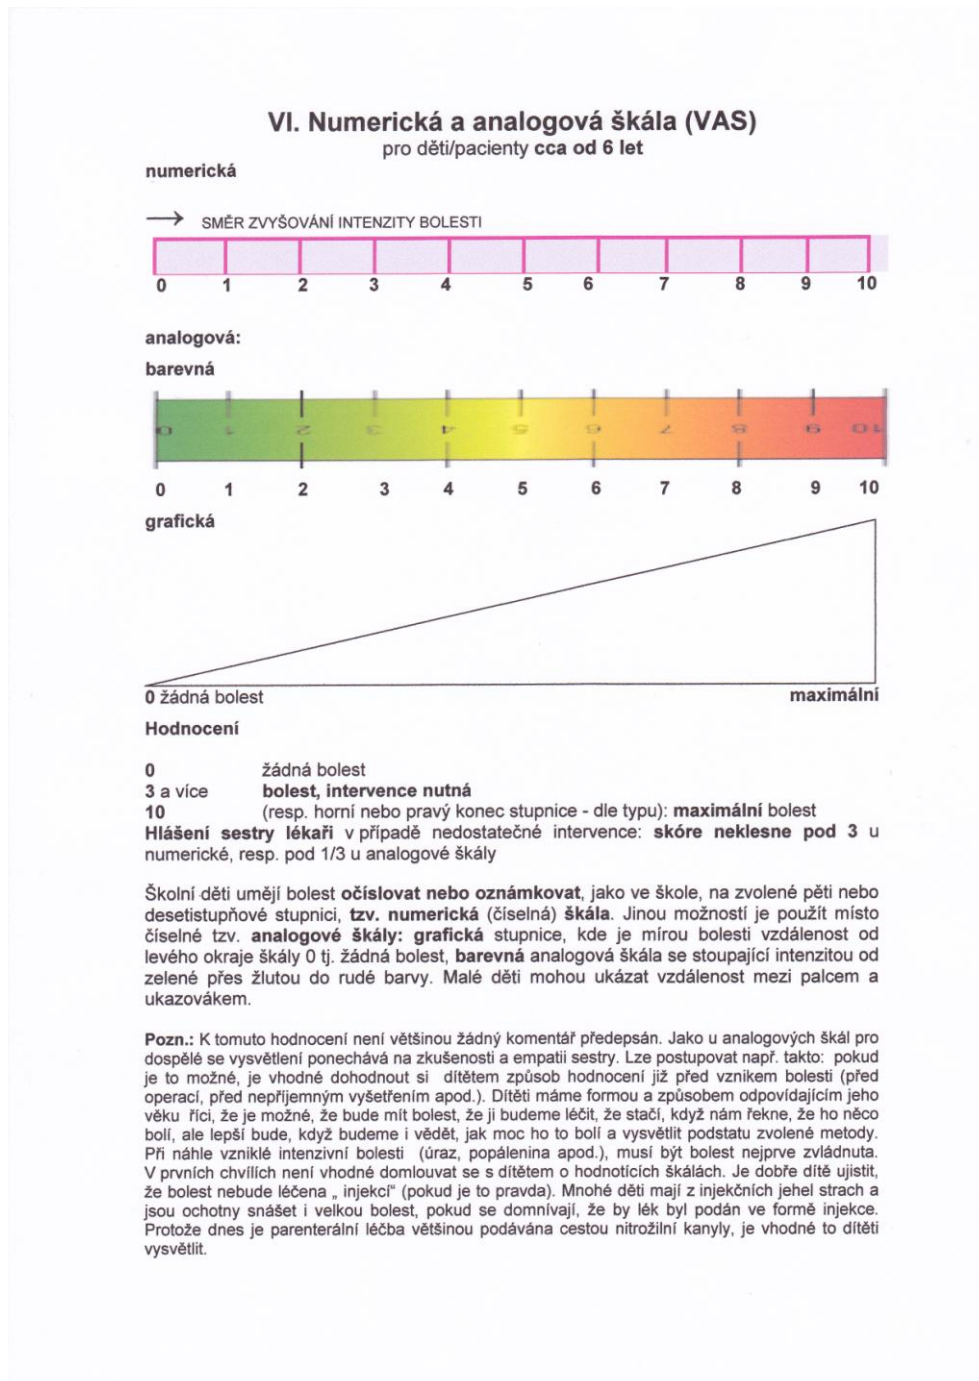 VI. Numerická a analogová škála (VAS)
pro děti/pacienty cca od 6 let
numerická
SMĚR ZVYŠOVÁNÍ INTENZITY BOLESTI
0 1 2 3 4 5 6 7 8 9 10
analogová:
barevná
0 1 2 3 4 5 6 7 8 9 10
0 1 2 3 4 5 6 7 8 9 10
grafická
0 žádná bolest maximální
Hodnocení
0 žádná bolest
3 a více bolest, intervence nutná
10 (resp. horní nebo pravý konec stupnice - dle typu): maximální bolest
Hlášení sestry lékaři v případě nedostatečné intervence: skóre neklesne pod 3 u
numerické, resp. pod 1/3 u analogové škály
Školní děti umějí bolest očíslovat nebo oznámkovat, jako ve škole, na zvolené pěti nebo
desetistupňové stupnici, tzv. numerická (číselná) škála. Jinou možností je použít místo
číselné tzv. analogové škály: grafická stupnice, kde je mírou bolesti vzdálenost od
levého okraje škály 0 tj. žádná bolest, barevná analogová škála se stoupající intenzitou od
zelené přes žlutou do rudé barvy. Malé děti mohou ukázat vzdálenost mezi palcem a
ukazovákem.
Pozn.: K tomuto hodnocení není většinou žádný komentář předepsán. Jako u analogových škál pro
dospělé se vysvětlení ponechává na zkušenosti a empatii sestry. Lze postupovat např. takto: pokud
je to možné, je vhodné dohodnout si dítětem způsob hodnocení již před vznikem bolesti (před
operací, před nepříjemným vyšetřením apod.). Dítěti máme formou a způsobem odpovídajícím jeho
věku říci, že je možné, že bude mít bolest, že ji budeme léčit, že stačí, když nám řekne, že ho něco
bolí, ale lepší bude, když budeme i vědět, jak moc ho to bolí a vysvětlit podstatu zvolené metody.
Při náhle vzniklé intenzivní bolesti (úraz, popálenina apod.), musí být bolest nejprve zvládnuta.
V prvních chvílích není vhodné domlouvat se s dítětem o hodnotících škálách. Je dobře dítě ujistit,
že bolest nebude léčena „ injekcí“ (pokud je to pravda). Mnohé děti mají z injekčních jehel strach a
jsou ochotny snášet i velkou bolest, pokud se domnívají, že by lék byl podán ve formě injekce.
Protože dnes je parenterální léčba většinou podávána cestou nitrožilní kanyly, je vhodné to dítěti
vysvětlit.